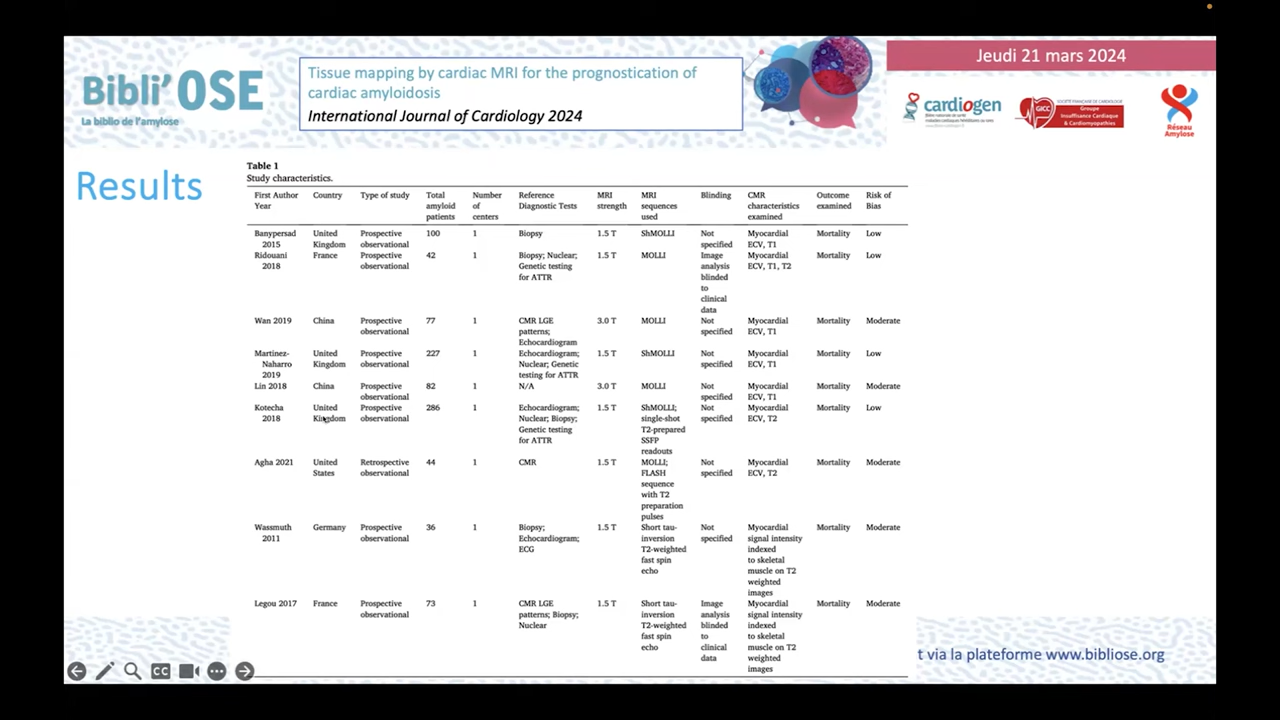 Bibli'OSE
La biblio de l'amylose
Tissue mapping by cardiac MRI for the prognostication of
cardiac amyloidosis
International Journal of Cardiology 2024
Jeudi 21 mars 2024
cardiogen
SOCIÉTÉ FRANÇAISE DE CARDIOLOGIE
GICC
Groupe
Insuffisance Cardiaque
& Cardiomyopathies
Réseau
Amylose
Results
Table 1
Study characteristics.
First Author Year | Country | Type of study | Total amyloid patients | Number of centers | Reference Diagnostic Tests | MRI strength | MRI sequences used | Blinding | CMR characteristics examined | Outcome examined | Risk of Bias
Banypersad 2015 | United Kingdom | Prospective observational | 100 | 1 | Biopsy | 1.5 T | ShMOLLI | Not specified | Myocardial ECV, T1 | Mortality | Low
Ridouani 2018 | France | Prospective observational | 42 | 1 | Biopsy; Nuclear; Genetic testing for ATTR | 1.5 T | MOLLI | Image analysis blinded to clinical data | Myocardial ECV, T1, T2 | Mortality | Low
Wan 2019 | China | Prospective observational | 77 | 1 | CMR LGE patterns; Echocardiogram | 3.0 T | MOLLI | Not specified | Myocardial ECV, T1 | Mortality | Moderate
Martinez-Naharro 2019 | United Kingdom | Prospective observational | 227 | 1 | Echocardiogram; Nuclear; Genetic testing for ATTR | 1.5 T | ShMOLLI | Not specified | Myocardial ECV, T1 | Mortality | Low
Lin 2018 | China | Prospective observational | 82 | 1 | N/A | 3.0 T | MOLLI | Not specified | Myocardial ECV, T1 | Mortality | Moderate
Kotecha 2018 | United Kingdom | Prospective observational | 286 | 1 | Echocardiogram; Nuclear; Biopsy; Genetic testing for ATTR | 1.5 T | ShMOLLI; single-shot T2-prepared SSFP readouts | Not specified | Myocardial ECV, T2 | Mortality | Low
Agha 2021 | United States | Retrospective observational | 44 | 1 | CMR | 1.5 T | MOLLI; FLASH sequence with T2 preparation pulses | Not specified | Myocardial ECV, T2 | Mortality | Moderate
Wassmuth 2011 | Germany | Prospective observational | 36 | 1 | Biopsy; Echocardiogram; ECG | 1.5 T | Short tau-inversion T2-weighted fast spin echo | Not specified | Myocardial signal intensity indexed to skeletal muscle on T2 weighted images | Mortality | Moderate
Legou 2017 | France | Prospective observational | 73 | 1 | CMR LGE patterns; Biopsy; Nuclear | 1.5 T | Short tau-inversion T2-weighted fast spin echo | Image analysis blinded to clinical data | Myocardial signal intensity indexed to skeletal muscle on T2 weighted images | Mortality | Moderate
t via la plateforme www.bibliose.org
CC